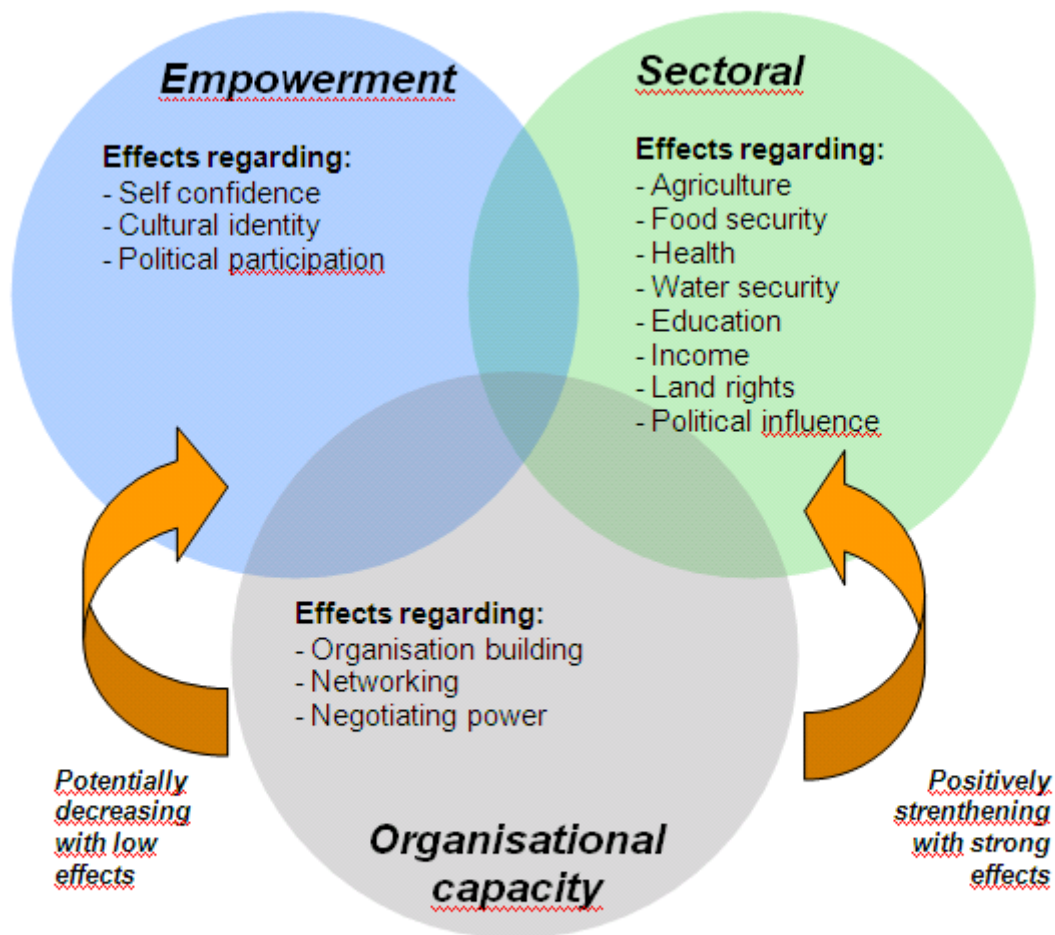 Empowerment
Effects regarding:
- Self confidence
- Cultural identity
- Political participation
Sectoral
Effects regarding:
- Agriculture
- Food security
- Health
- Water security
- Education
- Income
- Land rights
- Political influence
Effects regarding:
- Organisation building
- Networking
- Negotiating power
Organisational
capacity
Potentially
decreasing
with low
effects
Positively
strenthening
with strong
effects